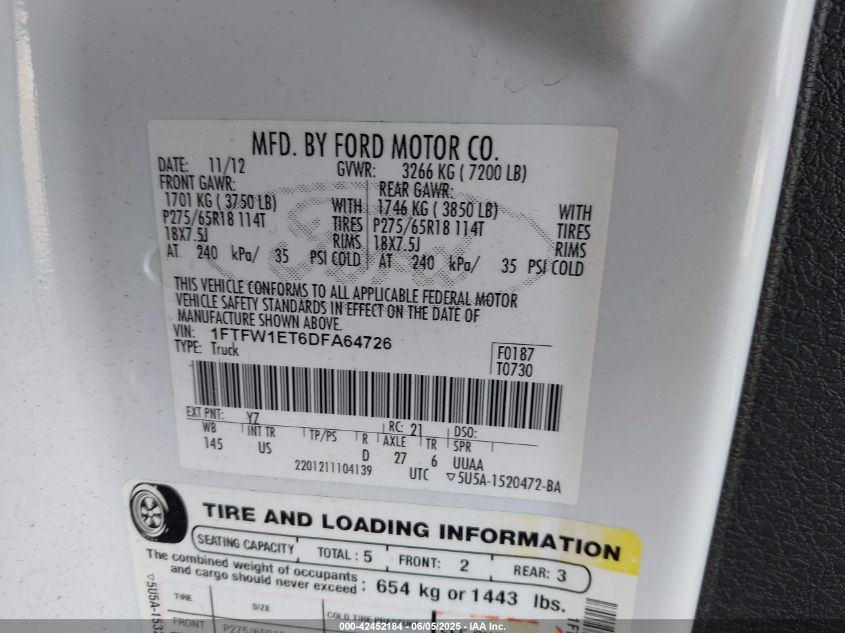 MFD. BY FORD MOTOR CO.
DATE: 11/12 GVWR: 3266 KG ( 7200 LB)
FRONT GAWR: REAR GAWR:
1701 KG ( 3750 LB) WITH 1746 KG ( 3850 LB) WITH
P275/65R18 114T TIRES P275/65R18 114T TIRES
18X7.5J RIMS 18X7.5J RIMS
AT 240 kPa/ 35 PSI COLD AT 240 kPa/ 35 PSI COLD
THIS VEHICLE CONFORMS TO ALL APPLICABLE FEDERAL MOTOR
VEHICLE SAFETY STANDARDS IN EFFECT ON THE DATE OF
MANUFACTURE SHOWN ABOVE.
VIN: 1FTFW1ET6DFA64726
TYPE: Truck
F0187
T0730
EXT PNT: YZ RC: 21 DSO:
WB INT TR TP/PS R AXLE TR SPR
145 US D 27 6 UUAA
2201211104139 UTC ▽5U5A-1520472-BA
TIRE AND LOADING INFORMATION
SEATING CAPACITY TOTAL : 5 FRONT: 2 REAR: 3
The combined weight of occupants
and cargo should never exceed : 654 kg or 1443 lbs.
TIRE SIZE
FRONT
000-42452184 - 06/05/2025 - IAA Inc.